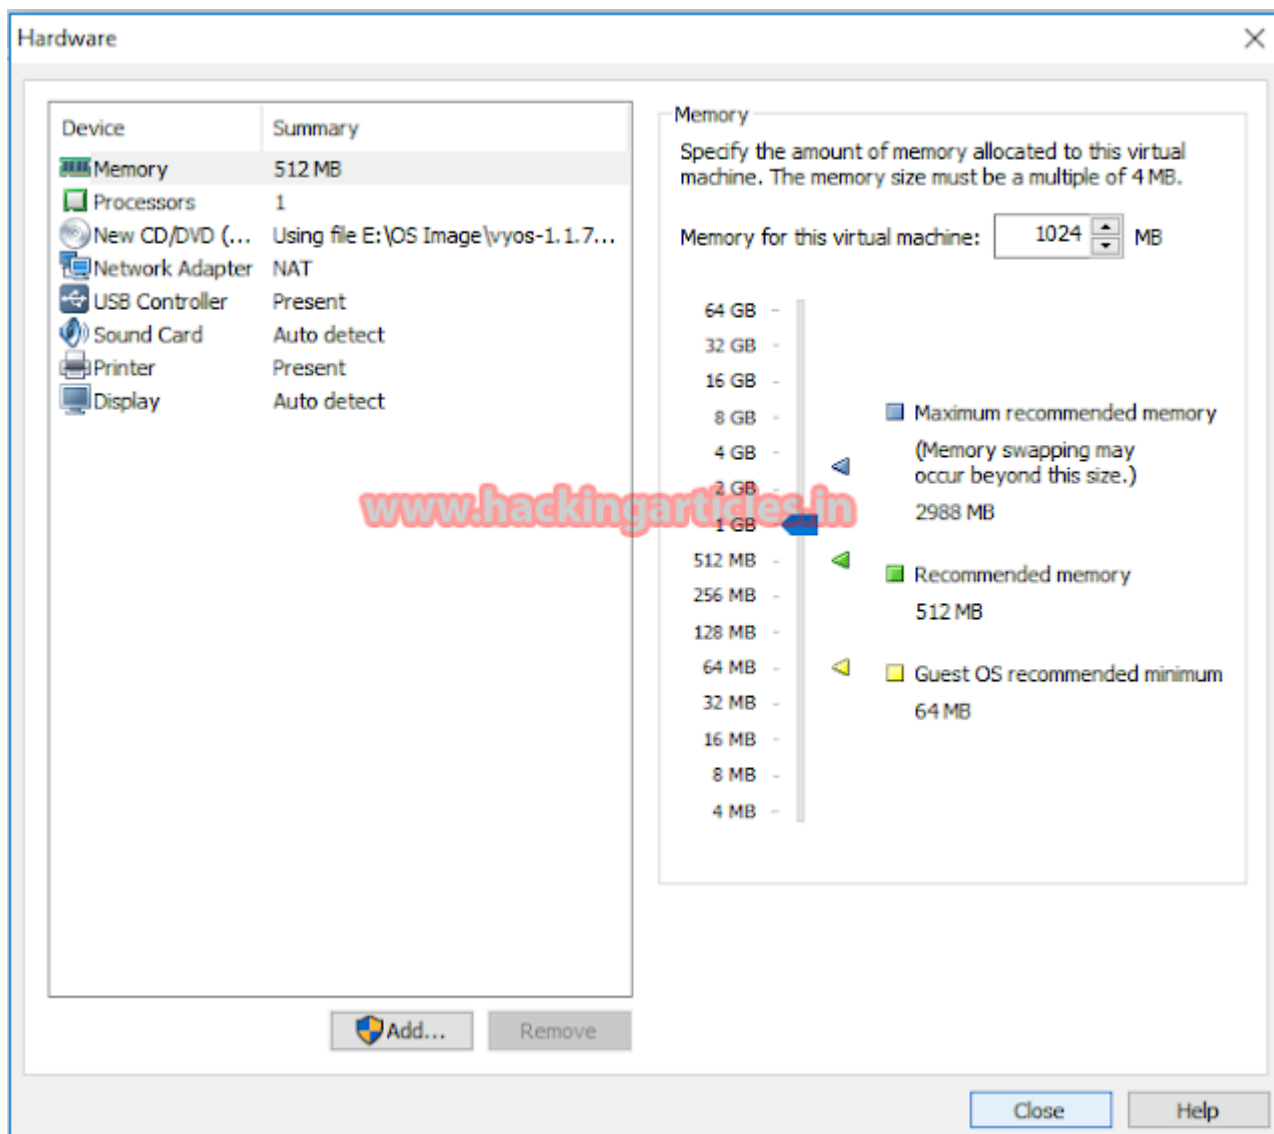 Hardware
Device Summary
Memory 512 MB
Processors 1
New CD/DVD (... Using file E:\OS Image\vyos-1.1.7...
Network Adapter NAT
USB Controller Present
Sound Card Auto detect
Printer Present
Display Auto detect
Add...
Remove
Memory
Specify the amount of memory allocated to this virtual
machine. The memory size must be a multiple of 4 MB.
Memory for this virtual machine: 1024 MB
64 GB
32 GB
16 GB
8 GB
4 GB
2 GB
1 GB
512 MB
256 MB
128 MB
64 MB
32 MB
16 MB
8 MB
4 MB
Maximum recommended memory
(Memory swapping may
occur beyond this size.)
2988 MB
Recommended memory
512 MB
Guest OS recommended minimum
64 MB
www.hackingarticles.in
Close
Help